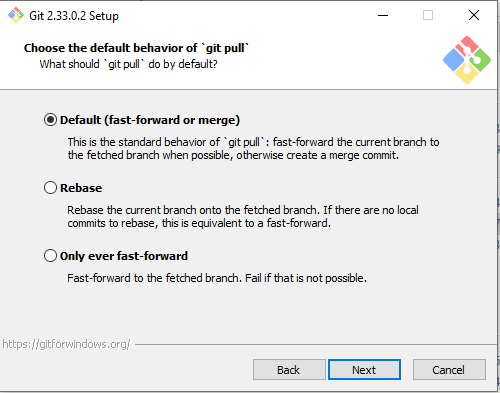 Git 2.33.0.2 Setup
Choose the default behavior of `git pull`
What should `git pull` do by default?
Default (fast-forward or merge)
This is the standard behavior of `git pull`: fast-forward the current branch to
the fetched branch when possible, otherwise create a merge commit.
Rebase
Rebase the current branch onto the fetched branch. If there are no local
commits to rebase, this is equivalent to a fast-forward.
Only ever fast-forward
Fast-forward to the fetched branch. Fail if that is not possible.
https://gitforwindows.org/
Back
Next
Cancel